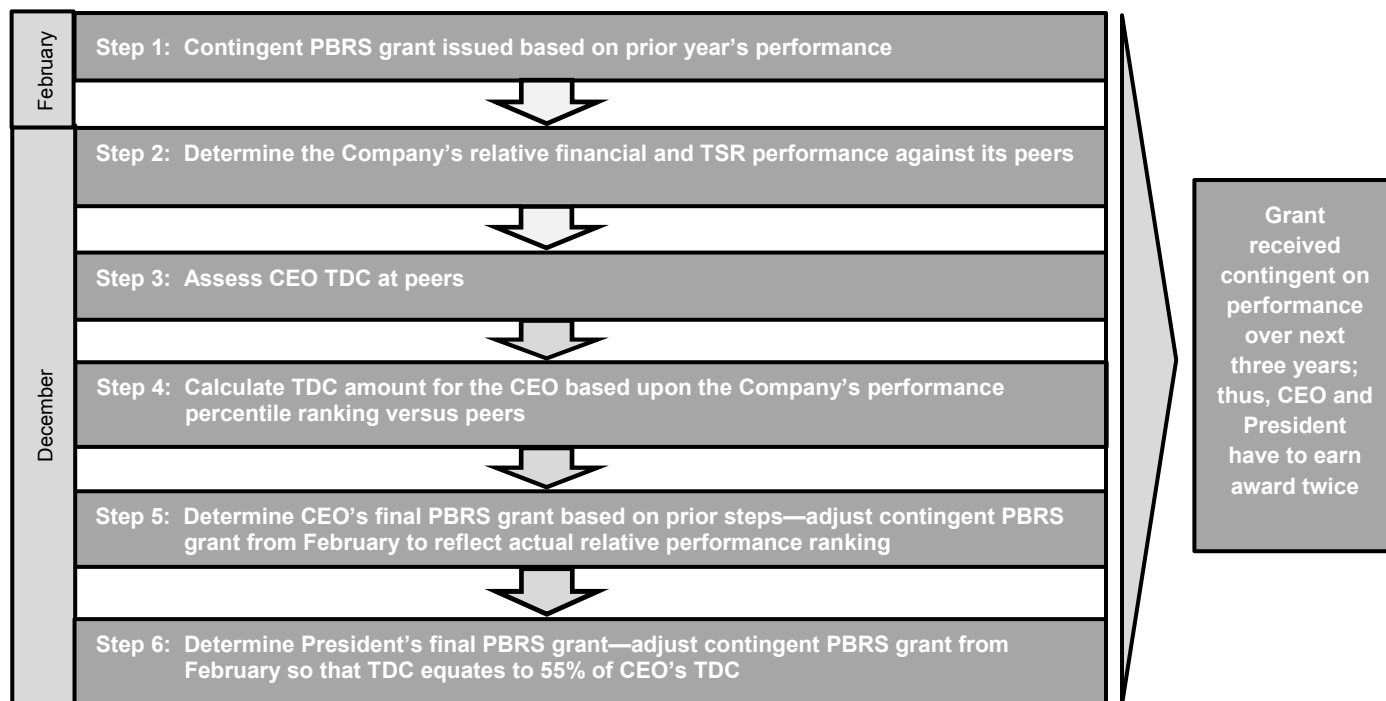 February
Step 1: Contingent PBRS grant issued based on prior year’s performance
December
Step 2: Determine the Company’s relative financial and TSR performance against its peers
Step 3: Assess CEO TDC at peers
Step 4: Calculate TDC amount for the CEO based upon the Company’s performance
percentile ranking versus peers
Step 5: Determine CEO’s final PBRS grant based on prior steps—adjust contingent PBRS
grant from February to reflect actual relative performance ranking
Step 6: Determine President’s final PBRS grant—adjust contingent PBRS grant from
February so that TDC equates to 55% of CEO’s TDC
Grant
received
contingent on
performance
over next
three years;
thus, CEO and
President
have to earn
award twice